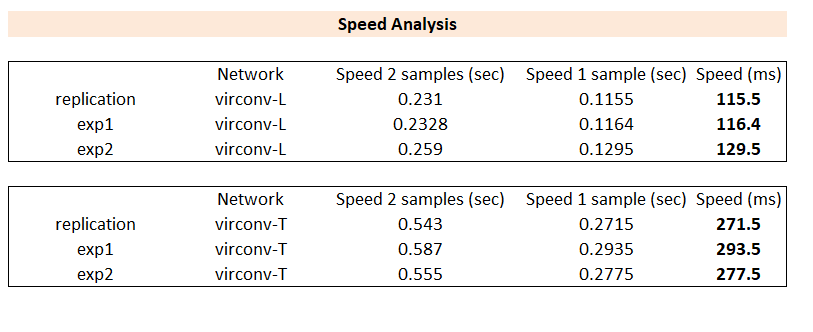 Speed Analysis
Network Speed 2 samples (sec) Speed 1 sample (sec) Speed (ms)
replication virconv-L 0.231 0.1155 115.5
exp1 virconv-L 0.2328 0.1164 116.4
exp2 virconv-L 0.259 0.1295 129.5
Network Speed 2 samples (sec) Speed 1 sample (sec) Speed (ms)
replication virconv-T 0.543 0.2715 271.5
exp1 virconv-T 0.587 0.2935 293.5
exp2 virconv-T 0.555 0.2775 277.5